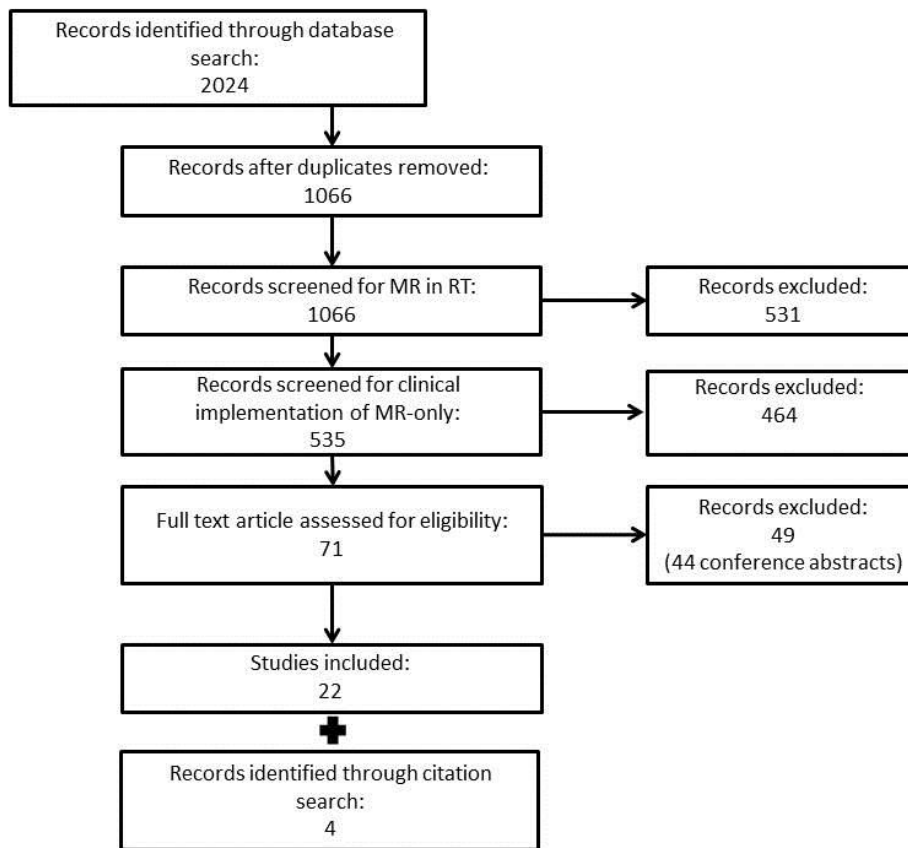 Records identified through database
search:
2024
Records after duplicates removed:
1066
Records screened for MR in RT:
1066
Records excluded:
531
Records screened for clinical
implementation of MR-only:
535
Records excluded:
464
Full text article assessed for eligibility:
71
Records excluded:
49
(44 conference abstracts)
Studies included:
22
Records identified through citation
search:
4